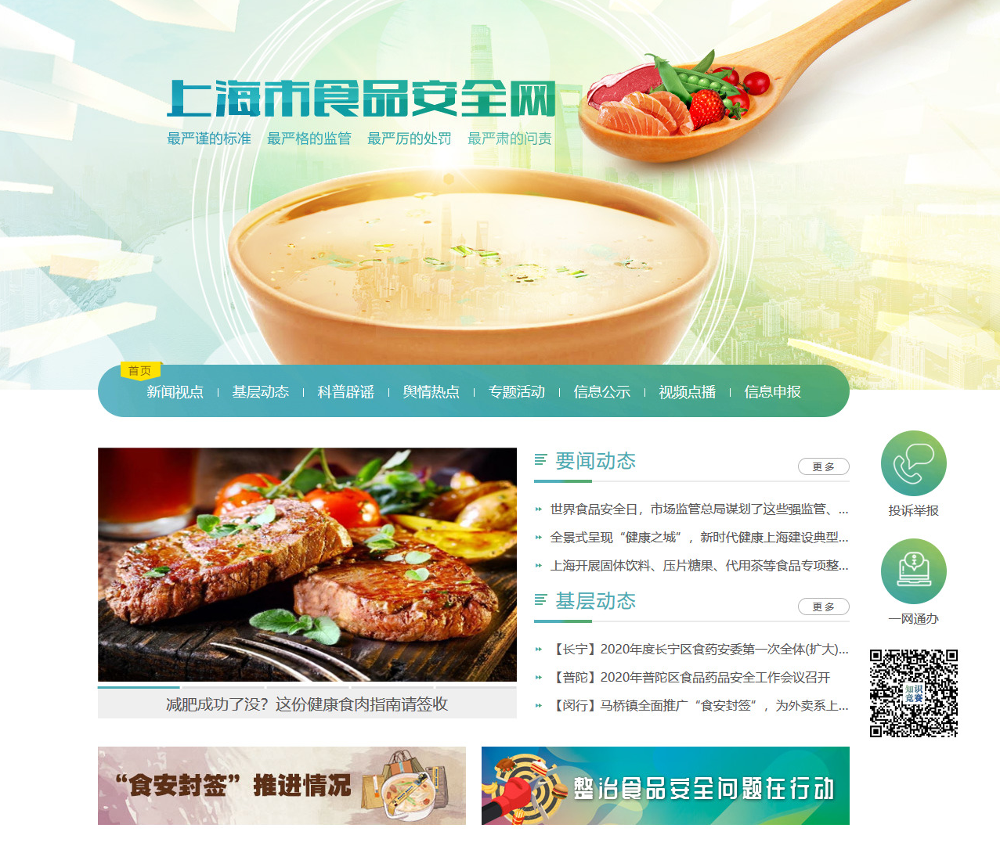 上海市食品安全网
最严谨的标准 最严格的监管 最严厉的处罚 最严肃的问责
首页
新闻视点 基层动态 科普辟谣 舆情热点 专题活动 信息公示 视频点播 信息申报
要闻动态 更多
世界食品安全日，市场监管总局谋划了这些强监管、...
全景式呈现“健康之城”，新时代健康上海建设典型...
上海开展固体饮料、压片糖果、代用茶等食品专项整...
基层动态 更多
【长宁】2020年度长宁区食药安委第一次全体(扩大)...
【普陀】2020年普陀区食品药品安全工作会议召开
【闵行】马桥镇全面推广“食安封签”，为外卖系上...
减肥成功了没？这份健康食肉指南请签收
投诉举报
一网通办
知识
竞赛
“食安封签”推进情况
整治食品安全问题在行动